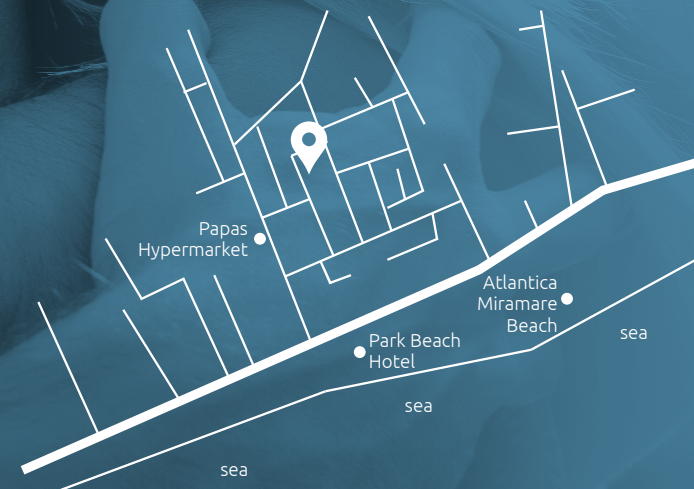 Papas
Hypermarket
Atlantica
Miramare
Beach
Park Beach
Hotel
sea
sea
sea